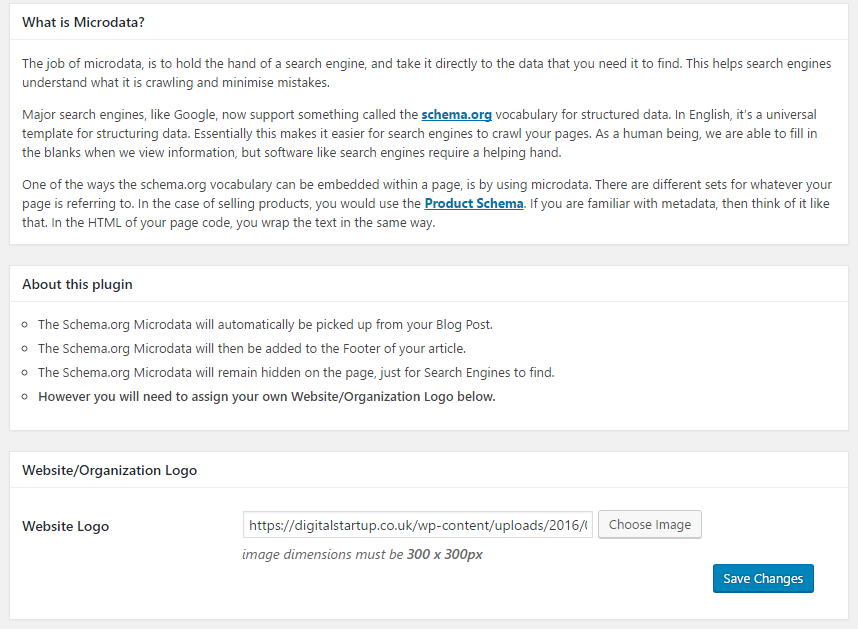 What is Microdata?
The job of microdata, is to hold the hand of a search engine, and take it directly to the data that you need it to find. This helps search engines
understand what it is crawling and minimise mistakes.
Major search engines, like Google, now support something called the schema.org vocabulary for structured data. In English, it's a universal
template for structuring data. Essentially this makes it easier for search engines to crawl your pages. As a human being, we are able to fill in
the blanks when we view information, but software like search engines require a helping hand.
One of the ways the schema.org vocabulary can be embedded within a page, is by using microdata. There are different sets for whatever your
page is referring to. In the case of selling products, you would use the Product Schema. If you are familiar with metadata, then think of it like
that. In the HTML of your page code, you wrap the text in the same way.
About this plugin
The Schema.org Microdata will automatically be picked up from your Blog Post.
The Schema.org Microdata will then be added to the Footer of your article.
The Schema.org Microdata will remain hidden on the page, just for Search Engines to find.
However you will need to assign your own Website/Organization Logo below.
Website/Organization Logo
Website Logo https://digitalstartup.co.uk/wp-content/uploads/2016/ Choose Image
image dimensions must be 300 x 300px
Save Changes